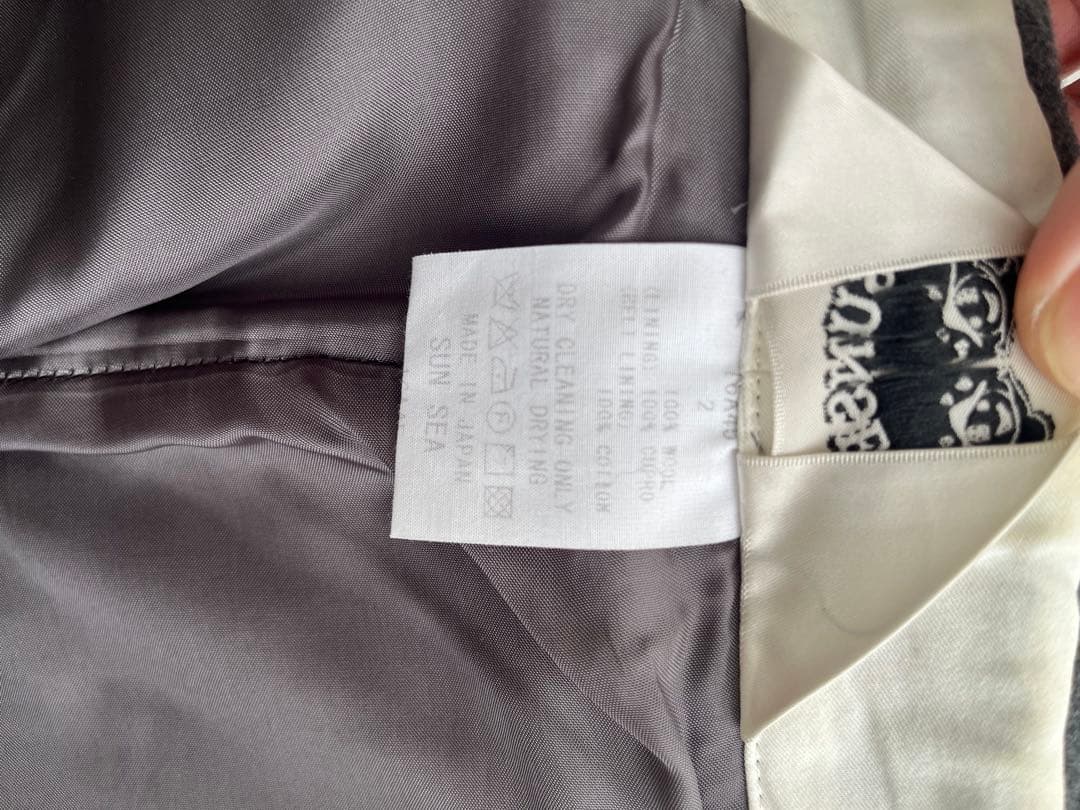 2
100% WOOL
(LINING) 100% CUPRO
LINING)
100% COTTON
DRY CLEANING ONLY
NATURAL DRYING
MADE IN JAPAN
SUN SEA